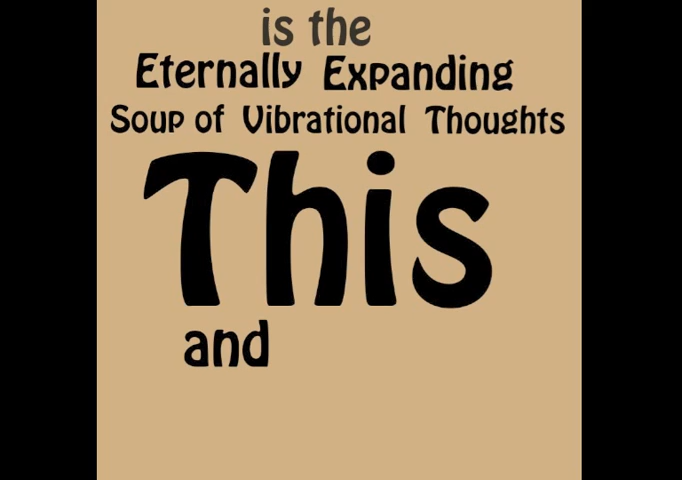 is the
Eternally Expanding
Soup of Vibrational Thoughts
This
and